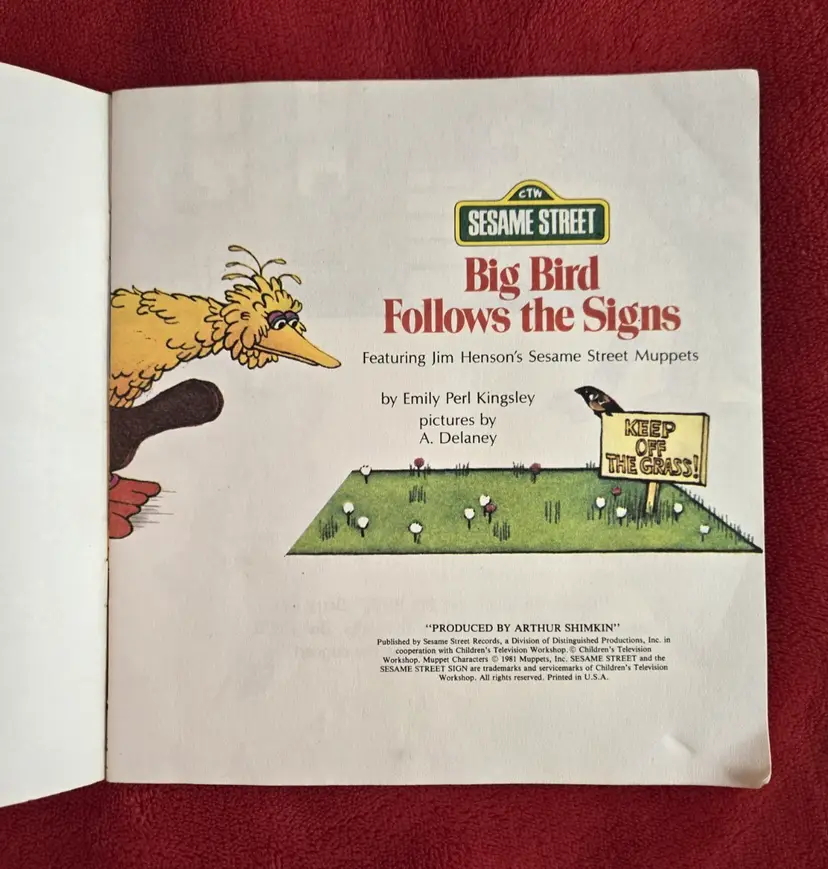 CTW
SESAME STREET
Big Bird
Follows the Signs
Featuring Jim Henson's Sesame Street Muppets
by Emily Perl Kingsley
pictures by
A. Delaney
KEEP
OFF
THE GRASS!
"PRODUCED BY ARTHUR SHIMKIN"
Published by Sesame Street Records, a Division of Distinguished Productions, Inc. in
cooperation with Children's Television Workshop. © Children's Television
Workshop. Muppet Characters © 1981 Muppets, Inc. SESAME STREET and the
SESAME STREET SIGN are trademarks and servicemarks of Children's Television
Workshop. All rights reserved. Printed in U.S.A.